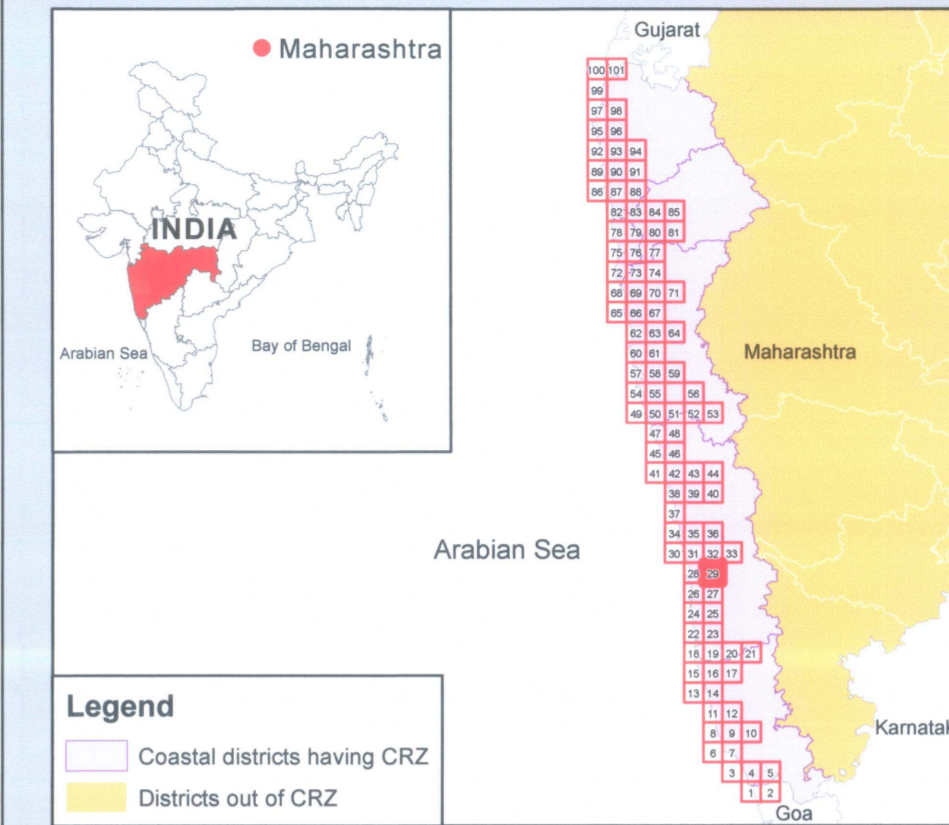 Maharashtra
INDIA
Arabian Sea
Bay of Bengal
Gujarat
100 101
99
97 98
95 96
92 93 94
89 90 91
86 87 88
82 83 84 85
78 79 80 81
75 76 77
72 73 74
68 69 70 71
65 66 67
62 63 64
60 61
Maharashtra
57 58 59
54 55 56
49 50 51 52 53
47 48
45 46
41 42 43 44
38 39 40
37
34 35 36
Arabian Sea
30 31 32 33
28 29
26 27
24 25
22 23
18 19 20 21
15 16 17
13 14
11 12
8 9 10
Karnatak
6 7
3 4 5
1 2
Goa
Legend
Coastal districts having CRZ
Districts out of CRZ